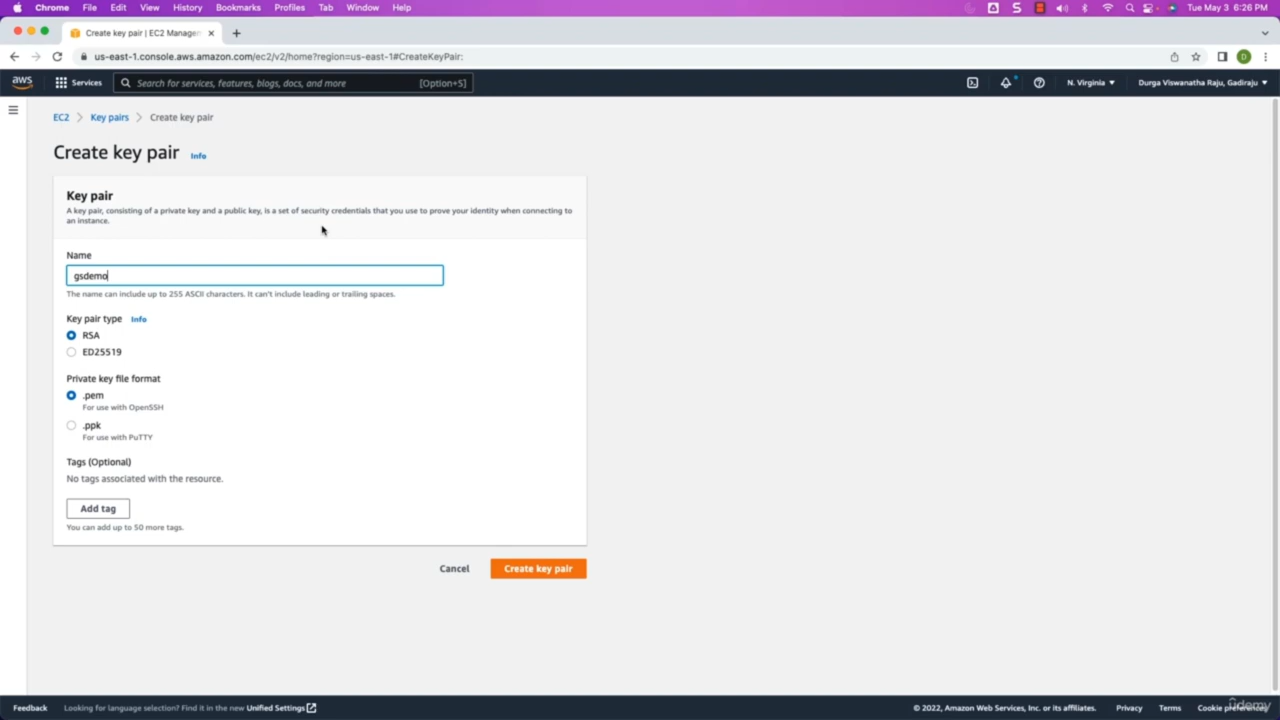 Chrome File Edit View History Bookmarks Profiles Tab Window Help Tue May 3 6:26 PM
Create key pair | EC2 Managem
us-east-1.console.aws.amazon.com/ec2/v2/home?region=us-east-1#CreateKeyPair:
aws Services Search for services, features, blogs, docs, and more [Option+S] N. Virginia Durga Viswanatha Raju, Gadiraju
EC2 Key pairs Create key pair
Create key pair Info
Key pair
A key pair, consisting of a private key and a public key, is a set of security credentials that you use to prove your identity when connecting to
an instance.
Name
gsdemo
The name can include up to 255 ASCII characters. It can't include leading or trailing spaces.
Key pair type Info
RSA
ED25519
Private key file format
.pem
For use with OpenSSH
.ppk
For use with PuTTY
Tags (Optional)
No tags associated with the resource.
Add tag
You can add up to 50 more tags.
Cancel Create key pair
Feedback Looking for language selection? Find it in the new Unified Settings © 2022, Amazon Web Services, Inc. or its affiliates. Privacy Terms Cookie preferences
udemy